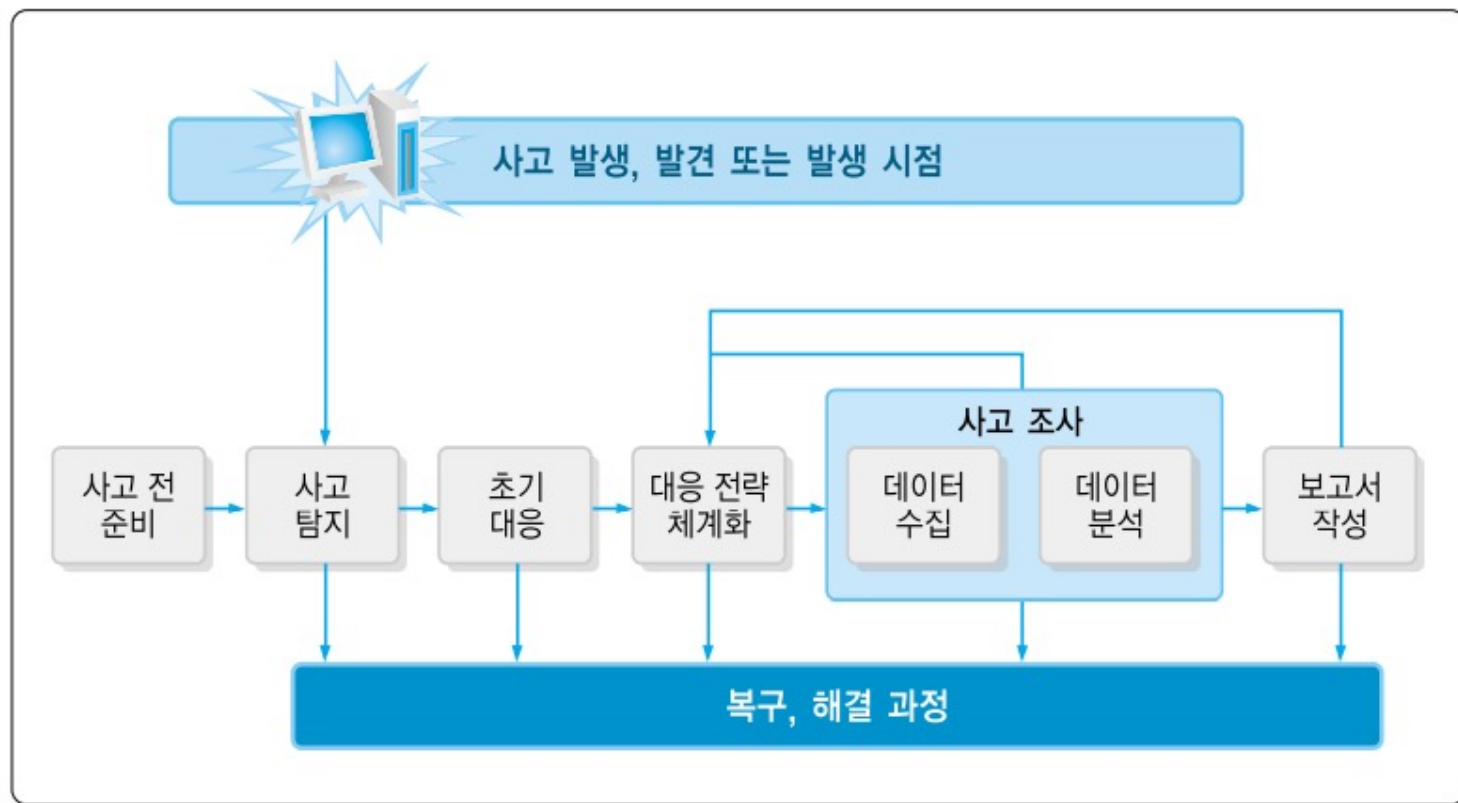 사고 발생, 발견 또는 발생 시점
사고 전
준비
사고
탐지
초기
대응
대응 전략
체계화
사고 조사
데이터
수집
데이터
분석
보고서
작성
복구, 해결 과정